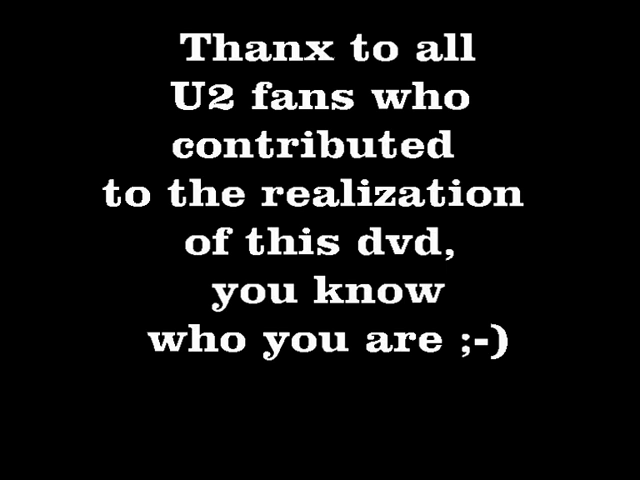 Thanx to all
U2 fans who
contributed
to the realization
of this dvd,
you know
who you are ;-)